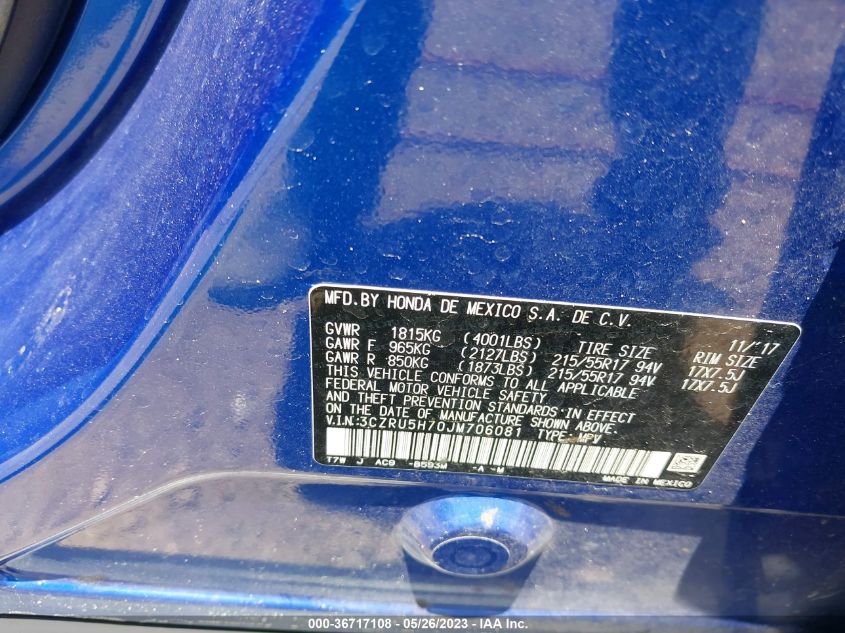 MFD.BY HONDA DE MEXICO S.A. DE C.V.
11/'17
GVWR 1815KG (4001LBS) TIRE SIZE RIM SIZE
GAWR F 965KG (2127LBS) 215/55R17 94V 17X7.5J
GAWR R 850KG (1873LBS) 215/55R17 94V 17X7.5J
THIS VEHICLE CONFORMS TO ALL APPLICABLE
FEDERAL MOTOR VEHICLE SAFETY
AND THEFT PREVENTION STANDARDS IN EFFECT
ON THE DATE OF MANUFACTURE SHOWN ABOVE.
V.I.N:3CZRU5H70JM706081 TYPE: MPV
T7W J AC9 -B593M -A-M
MADE IN MEXICO
000-36717108 - 05/26/2023 - IAA Inc.